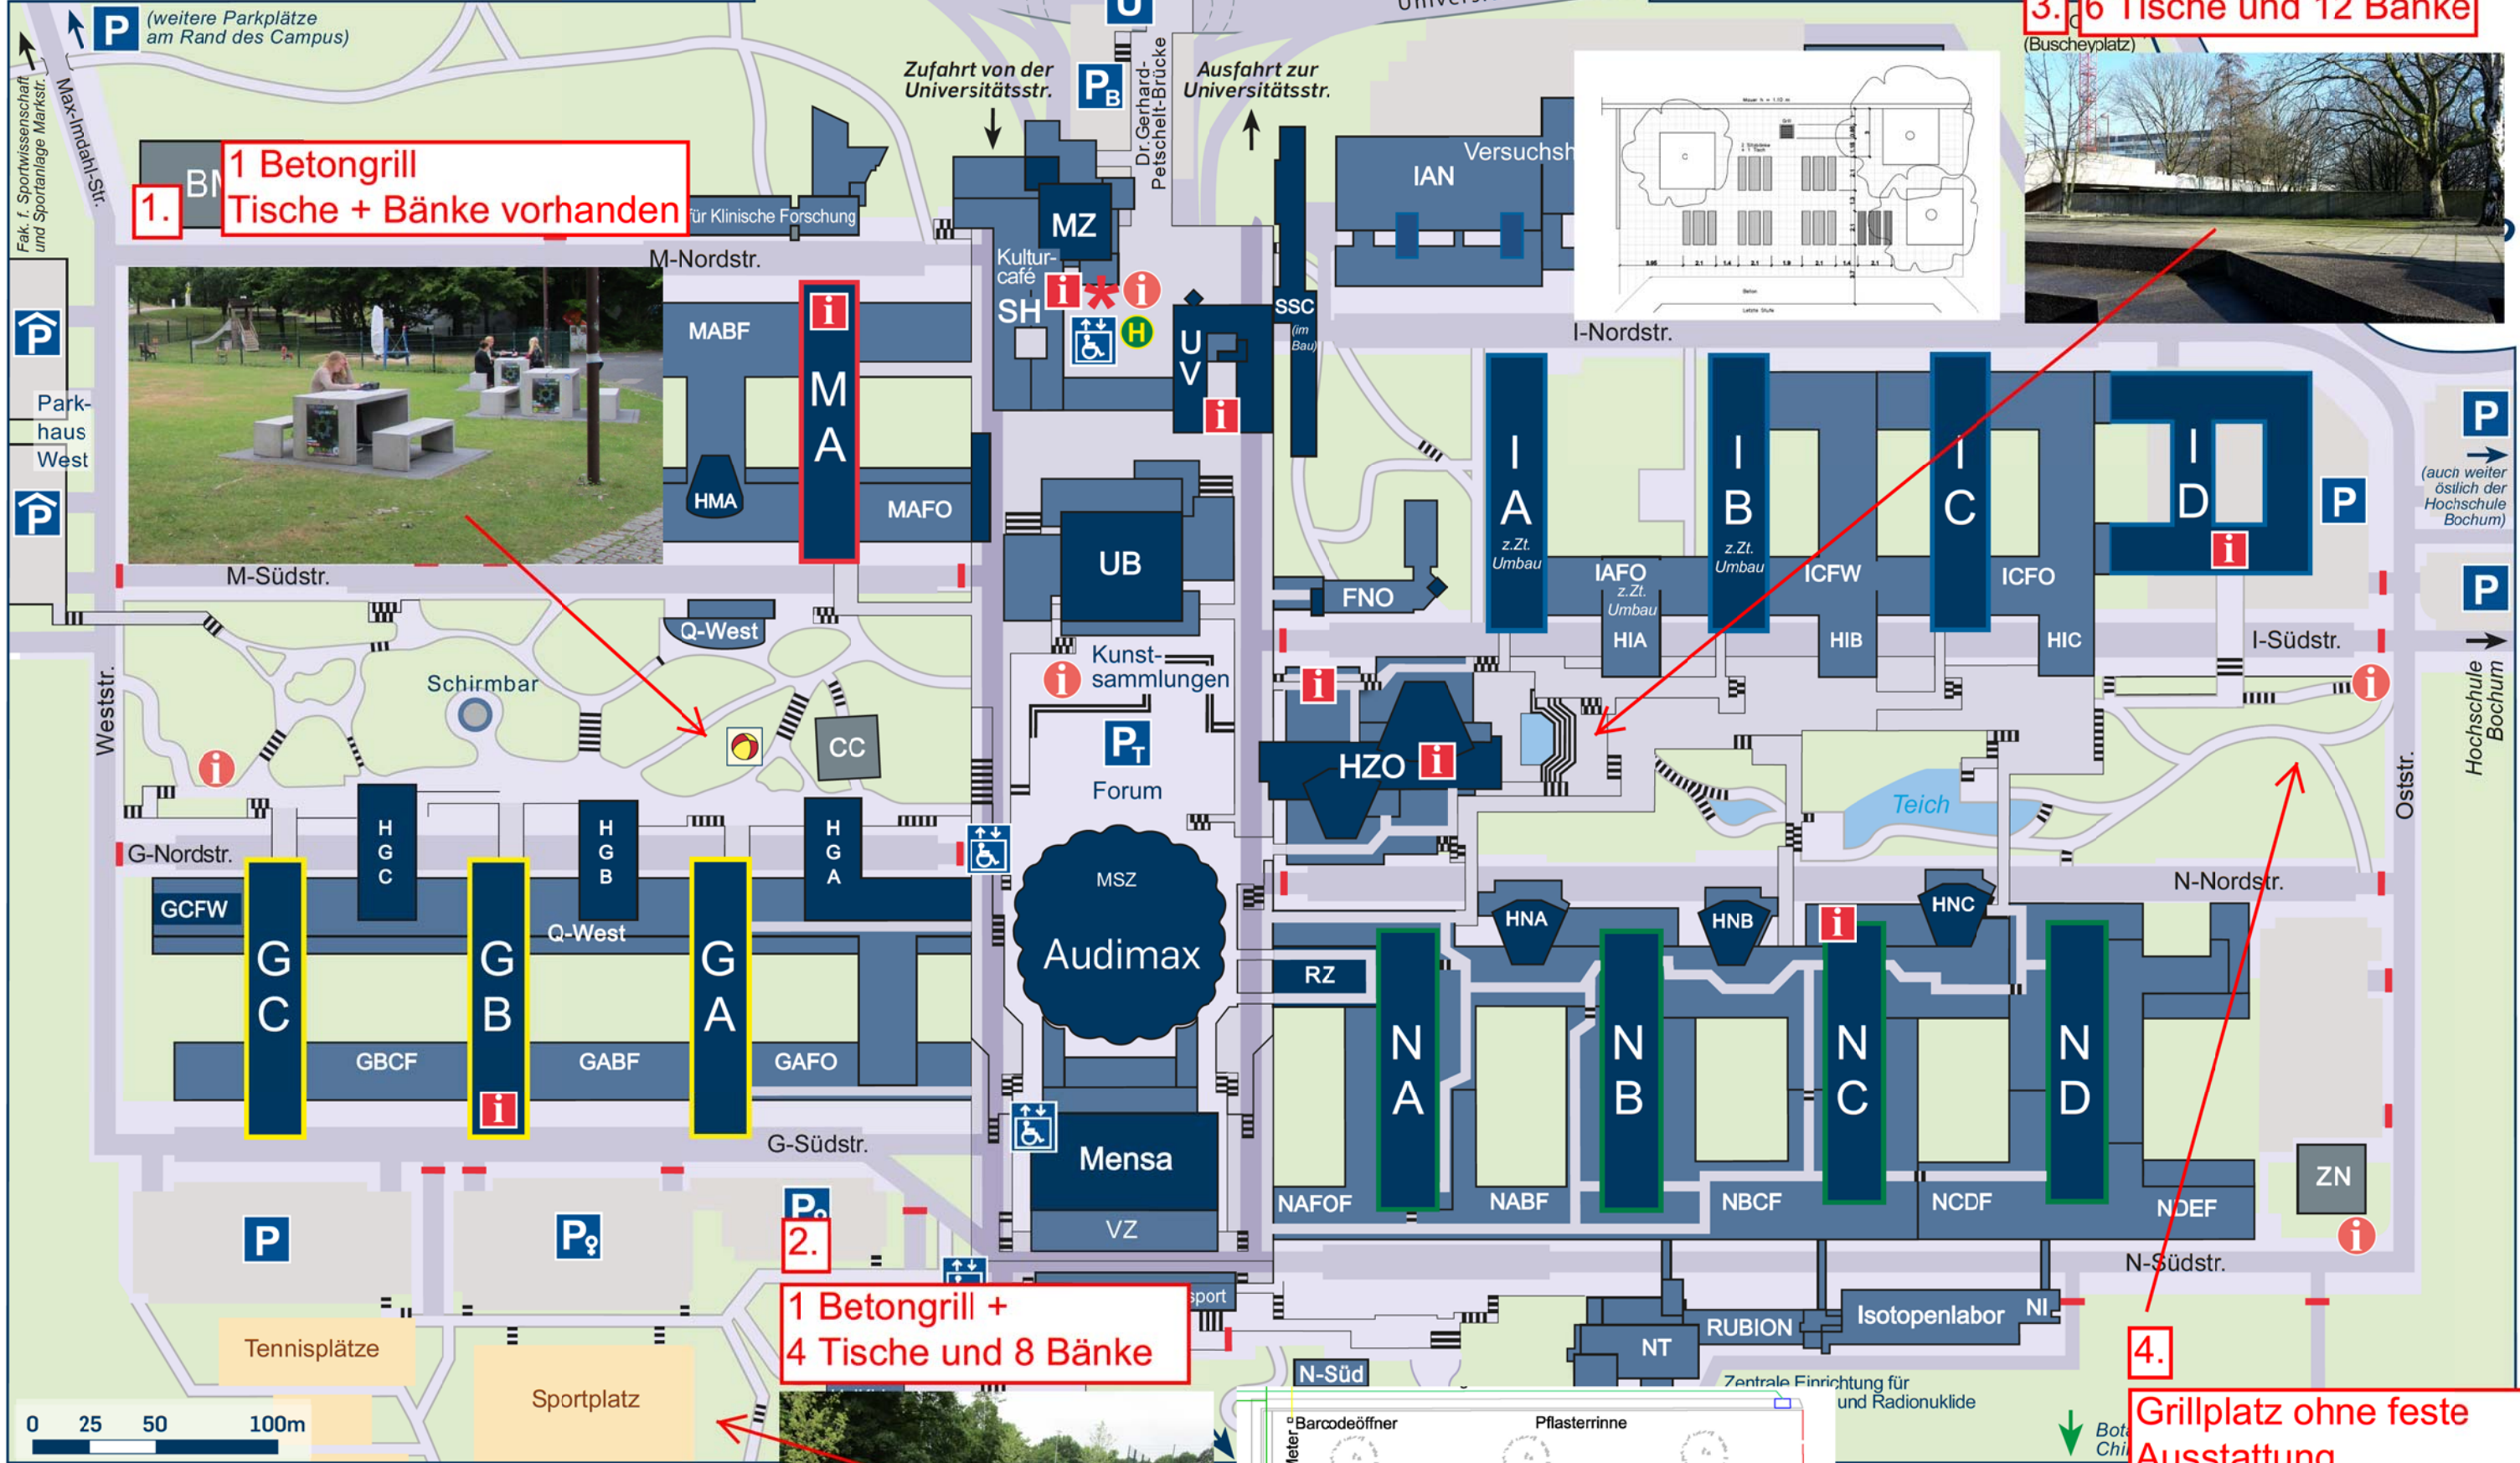 (weitere Parkplätze
am Rand des Campus)
P
Fak. f. Sportwissenschaft
und Sportanlage Markstr.
Max-Imdahl-Str.
U
Zufahrt von der
Universitätsstr.
PB
Dr.Gerhard-
Petschelt-Brücke
Ausfahrt zur
Universitätsstr.
3.
6 Tische und 12 Bänke
(Buscheyplatz)
1.
1 Betongrill
Tische + Bänke vorhanden
für Klinische Forschung
M-Nordstr.
MZ
Kultur-
café
SH
i
i
H
U
V
i
SSC
(im
Bau)
IAN
I-Nordstr.
P
Park-
haus
West
P
MABF
i
M
A
HMA
MAFO
M-Südstr.
UB
FNO
I
A
z.Zt.
Umbau
IAFO
z.Zt.
Umbau
HIA
I
B
z.Zt.
Umbau
ICFW
HIB
I
C
ICFO
HIC
I
D
i
P
P
(auch weiter
östlich der
Hochschule
Bochum)
P
I-Südstr.
Hochschule
Bochum
Weststr.
Q-West
Schirmbar
i
CC
i
Kunst-
sammlungen
PT
Forum
i
HZO
i
Teich
i
Oststr.
G-Nordstr.
H
G
C
H
G
B
H
G
A
GCFW
Q-West
G
C
G
B
G
A
GBCF
GABF
GAFO
i
G-Südstr.
MSZ
Audimax
Mensa
VZ
N-Nordstr.
HNA
HNB
i
HNC
RZ
N
A
N
B
N
C
N
D
NAFOF
NABF
NBCF
NCDF
NDEF
ZN
i
N-Südstr.
P
P
P
2.
1 Betongrill +
4 Tische und 8 Bänke
sport
Tennisplätze
Sportplatz
0 25 50 100m
N-Süd
NT
RUBION
Isotopenlabor
NI
Zentrale Einrichtung für
und Radionuklide
Barcodeöffner
Pflasterrinne
4.
Grillplatz ohne feste
Ausstattung